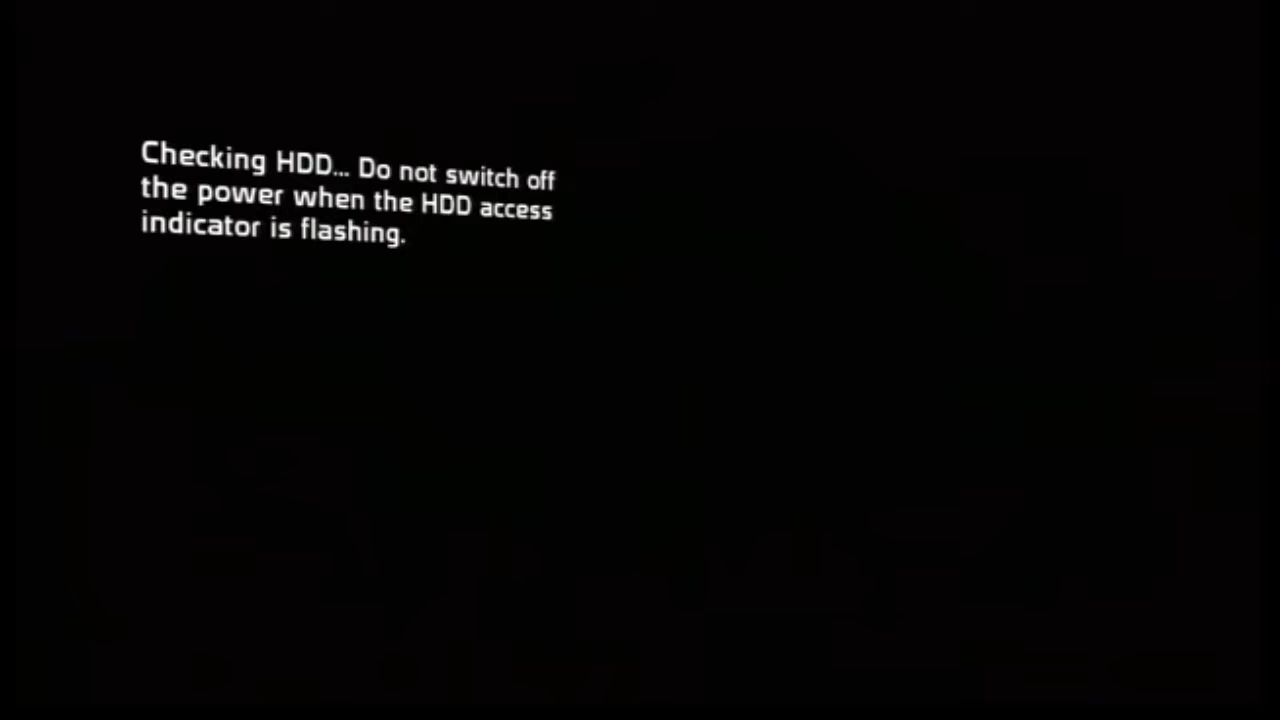 Checking HDD... Do not switch off
the power when the HDD access
indicator is flashing.